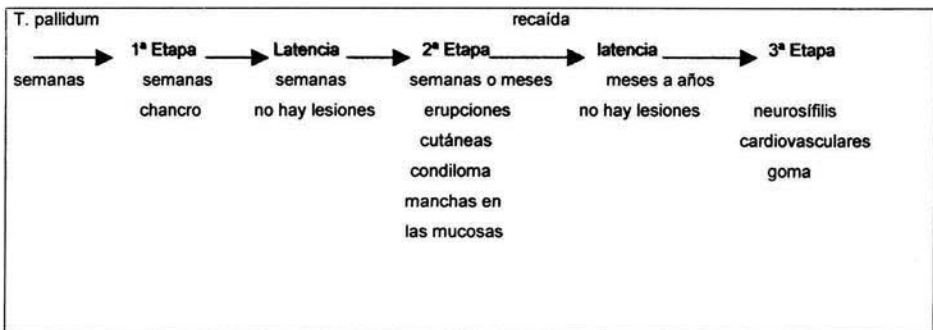 T. pallidum recaída
1ª Etapa Latencia 2ª Etapa latencia 3ª Etapa
semanas semanas semanas semanas o meses meses a años
chancro no hay lesiones erupciones no hay lesiones neurosífilis
cutáneas cardiovasculares
condiloma goma
manchas en
las mucosas